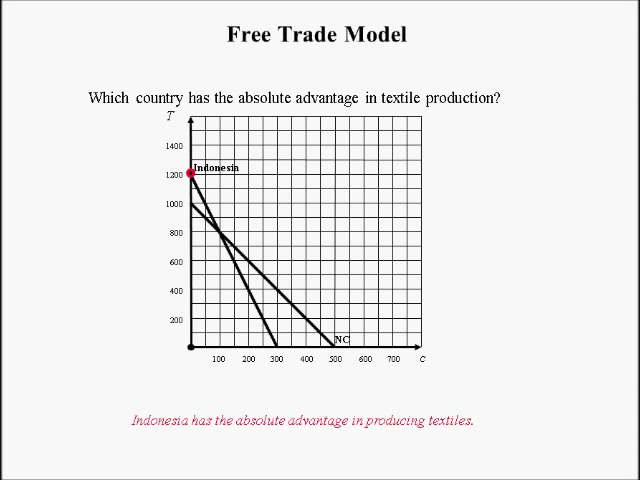 Free Trade Model
Which country has the absolute advantage in textile production?
T
1400
Indonesia
1200
1000
800
600
400
200
NC
100 200 300 400 500 600 700 C
Indonesia has the absolute advantage in producing textiles.